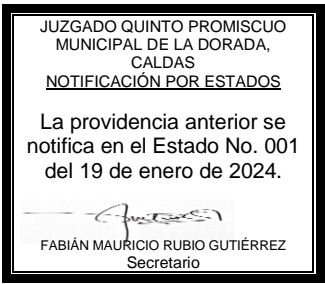 JUZGADO QUINTO PROMISCUO
MUNICIPAL DE LA DORADA,
CALDAS
NOTIFICACIÓN POR ESTADOS
La providencia anterior se
notifica en el Estado No. 001
del 19 de enero de 2024.
FABIÁN MAURICIO RUBIO GUTIÉRREZ
Secretario